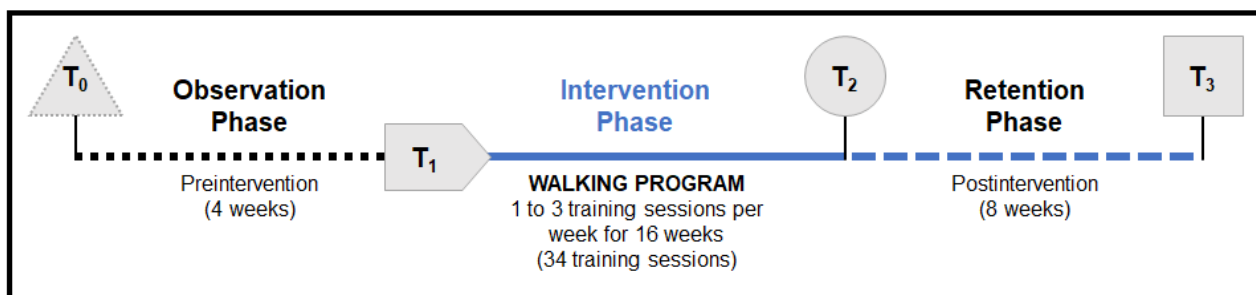 T0
Observation
Phase
Preintervention
(4 weeks)
T1
Intervention
Phase
WALKING PROGRAM
1 to 3 training sessions per
week for 16 weeks
(34 training sessions)
T2
Retention
Phase
Postintervention
(8 weeks)
T3